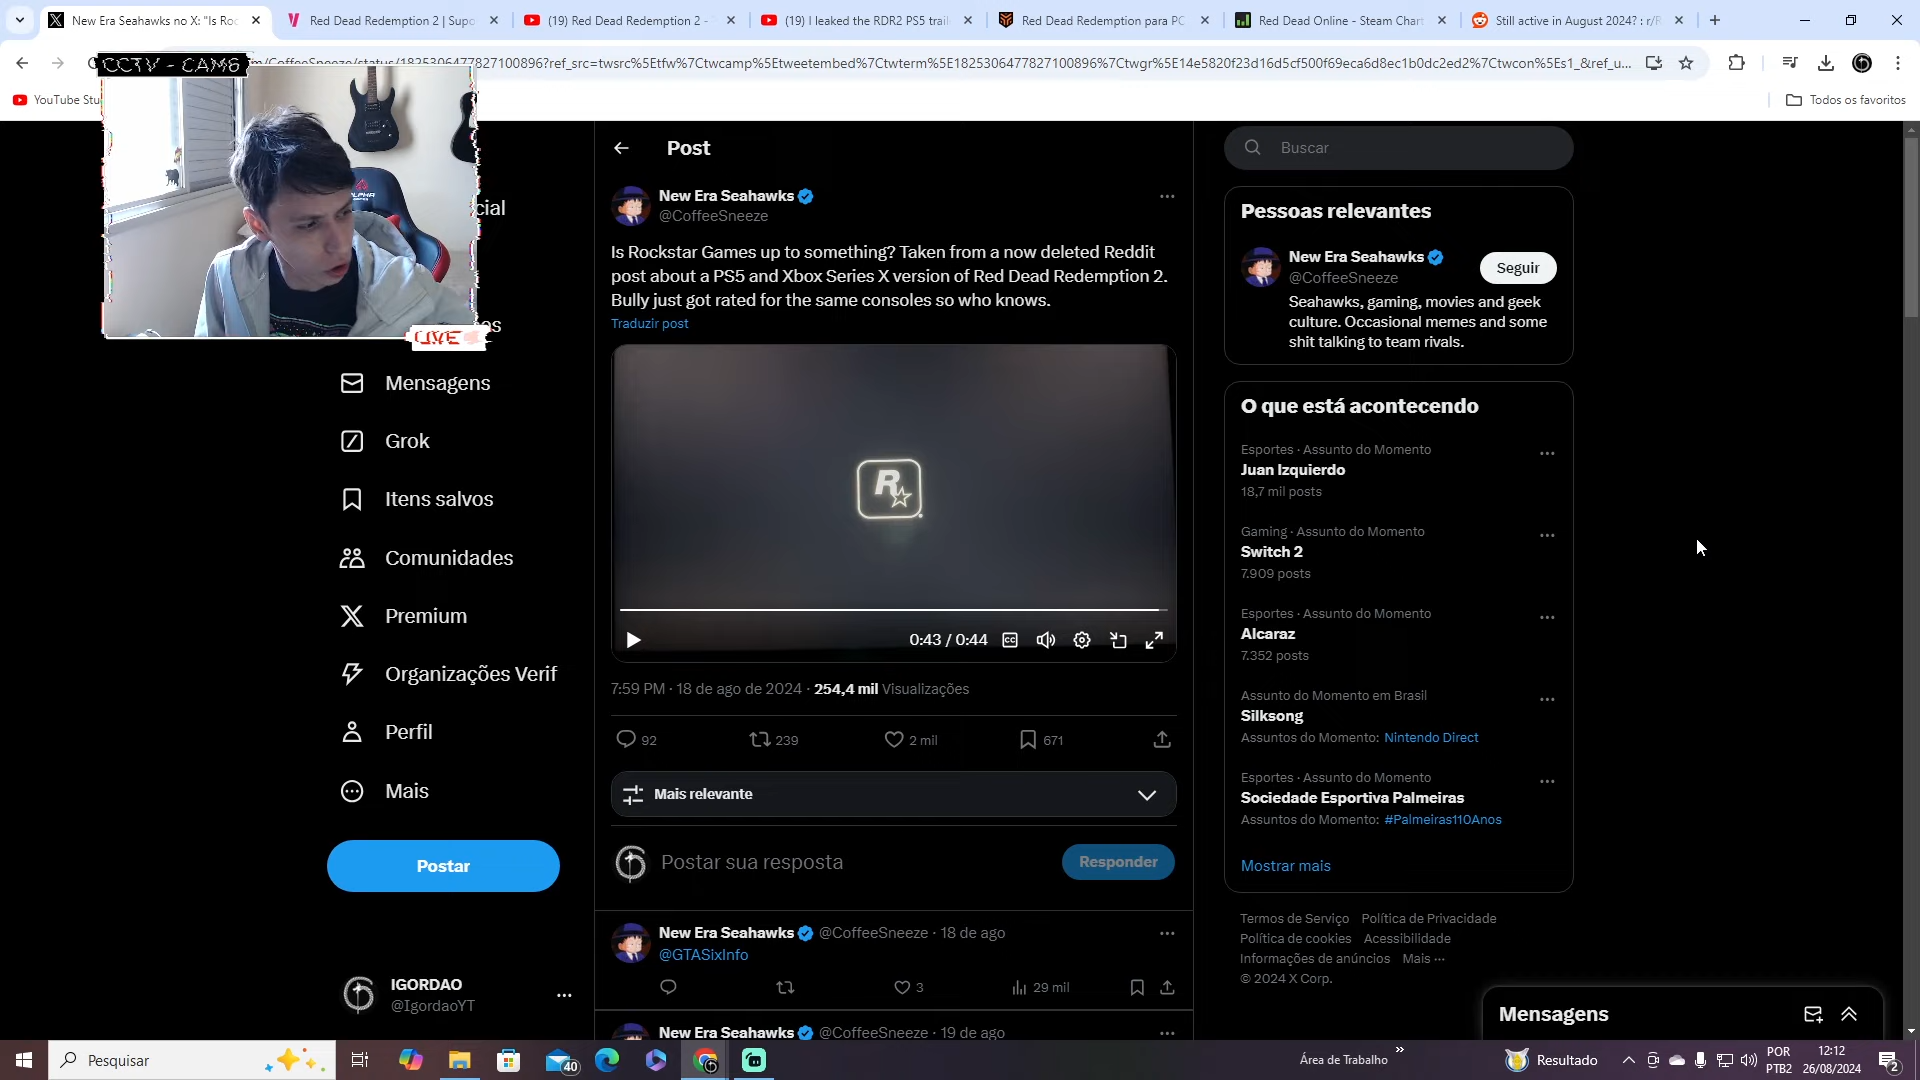 New Era Seahawks no X: "Is Roc
Red Dead Redemption 2 | Supo
(19) Red Dead Redemption 2 -
(19) I leaked the RDR2 PS5 trail
Red Dead Redemption para PC
Red Dead Online - Steam Chart
Still active in August 2024? : r/R
CCTV - CAM6
m/CoffeeSneeze/status/1825306477827100896?ref_src=twsrc%5Etfw%7Ctwcamp%5Etweetembed%7Ctwterm%5E1825306477827100896%7Ctwgr%5E14e5820f23d16d5cf500f69eca6d8ec1b0dc2ed2%7Ctwcon%5Es1_&ref_u...
YouTube Stu
Todos os favoritos
ALPHA
LIVE
cial
os
Mensagens
Grok
Itens salvos
Comunidades
Premium
Organizações Verif
Perfil
Mais
Postar
IGORDAO
@IgordaoYT
Post
New Era Seahawks
@CoffeeSneeze
Is Rockstar Games up to something? Taken from a now deleted Reddit
post about a PS5 and Xbox Series X version of Red Dead Redemption 2.
Bully just got rated for the same consoles so who knows.
Traduzir post
R
0:43 / 0:44
CC
7:59 PM · 18 de ago de 2024 · 254,4 mil Visualizações
92
239
2 mil
671
Mais relevante
Postar sua resposta
Responder
New Era Seahawks @CoffeeSneeze · 18 de ago
@GTASixInfo
3
29 mil
New Era Seahawks @CoffeeSneeze · 19 de ago
Buscar
Pessoas relevantes
New Era Seahawks
@CoffeeSneeze
Seguir
Seahawks, gaming, movies and geek
culture. Occasional memes and some
shit talking to team rivals.
O que está acontecendo
Esportes · Assunto do Momento
Juan Izquierdo
18,7 mil posts
Gaming · Assunto do Momento
Switch 2
7.909 posts
Esportes · Assunto do Momento
Alcaraz
7.352 posts
Assunto do Momento em Brasil
Silksong
Assuntos do Momento: Nintendo Direct
Esportes · Assunto do Momento
Sociedade Esportiva Palmeiras
Assuntos do Momento: #Palmeiras110Anos
Mostrar mais
Termos de Serviço Política de Privacidade
Política de cookies Acessibilidade
Informações de anúncios Mais ···
© 2024 X Corp.
Mensagens
Pesquisar
40
Área de Trabalho
Resultado
POR
PTB2
12:12
26/08/2024
2